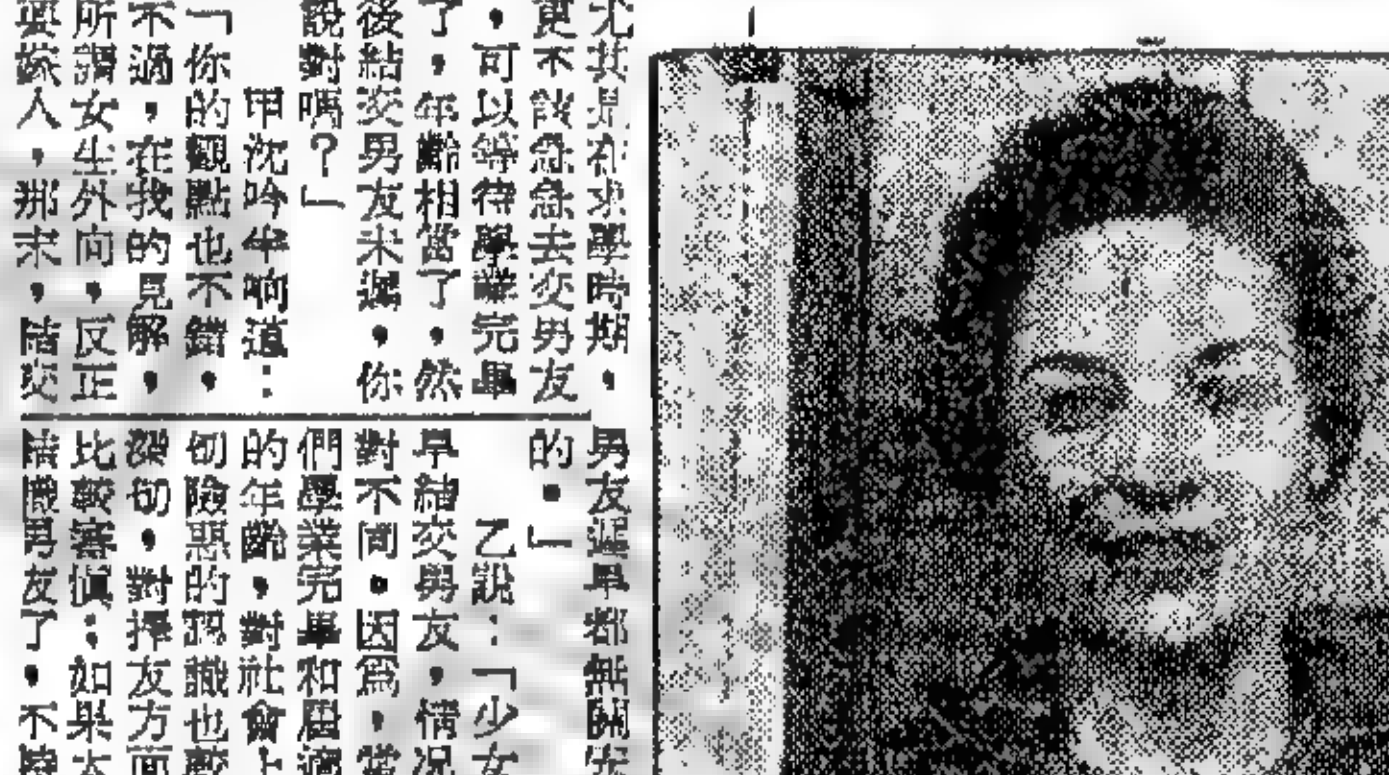 尤其是在求學時期，
更不能急急去交男友
，可以等待學業完畢
了，年齡相當了，然
後結交男友未遲，你
說對嗎？」
甲沈吟半响道：
「你的觀點也不錯，
不過，在我的見解，
所謂女生外向，反正
要嫁人，那末，結交
男友遲早都無關
的。」
乙說：「少女
早結交男友，情況
對不同，因爲，當
們學業完畢和屆適
的年齡，對社會上
切險惡的認識也較
深切，對擇友方面
比較審慎；如果太
結識男友了，不